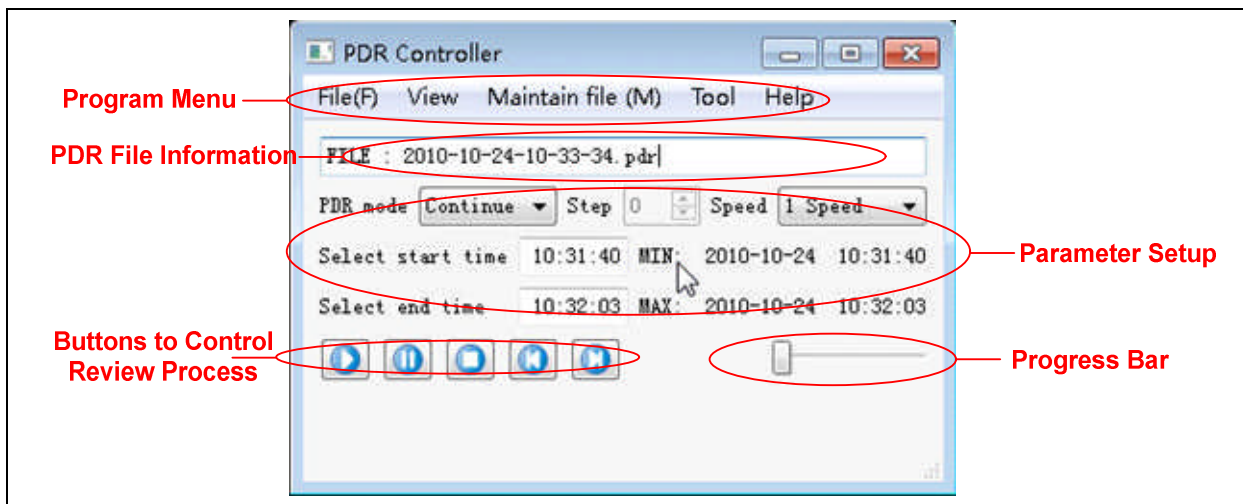 PDR Controller
Program Menu
File(F) View Maintain file (M) Tool Help
PDR File Information
FILE : 2010-10-24-10-33-34.pdr
PDR mode Continue Step 0 Speed 1 Speed
Select start time 10:31:40 MIN: 2010-10-24 10:31:40
Parameter Setup
Select end time 10:32:03 MAX: 2010-10-24 10:32:03
Buttons to Control
Review Process
Progress Bar